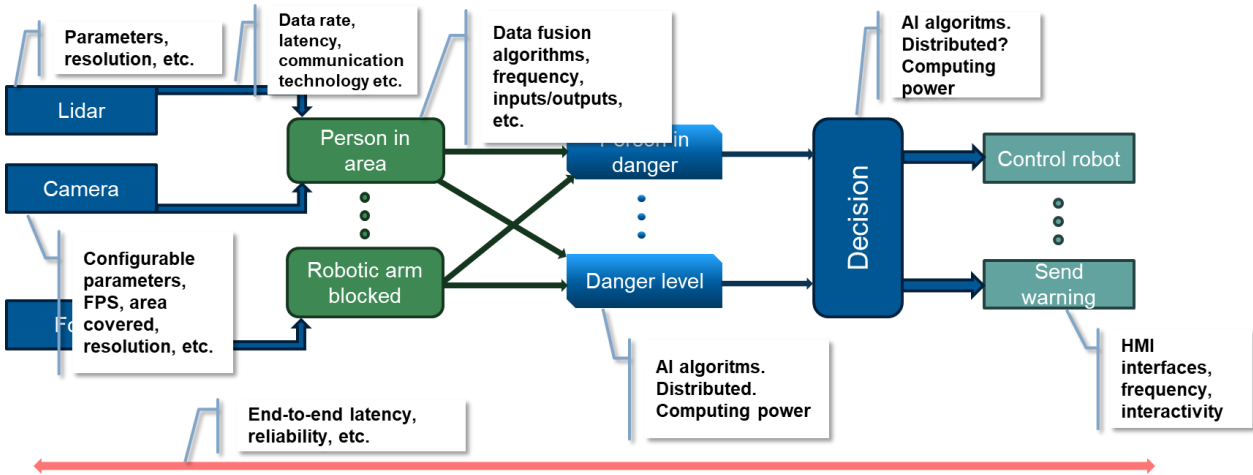 Parameters,
resolution, etc.
Data rate,
latency,
communication
technology etc.
Data fusion
algorithms,
frequency,
inputs/outputs,
etc.
AI algoritms.
Distributed?
Computing
power
Lidar
Person in
area
Person in
danger
Control robot
Camera
Decision
Configurable
parameters,
FPS, area
covered,
resolution, etc.
Robotic arm
blocked
Danger level
Send
warning
AI algoritms.
Distributed.
Computing power
HMI
interfaces,
frequency,
interactivity
End-to-end latency,
reliability, etc.